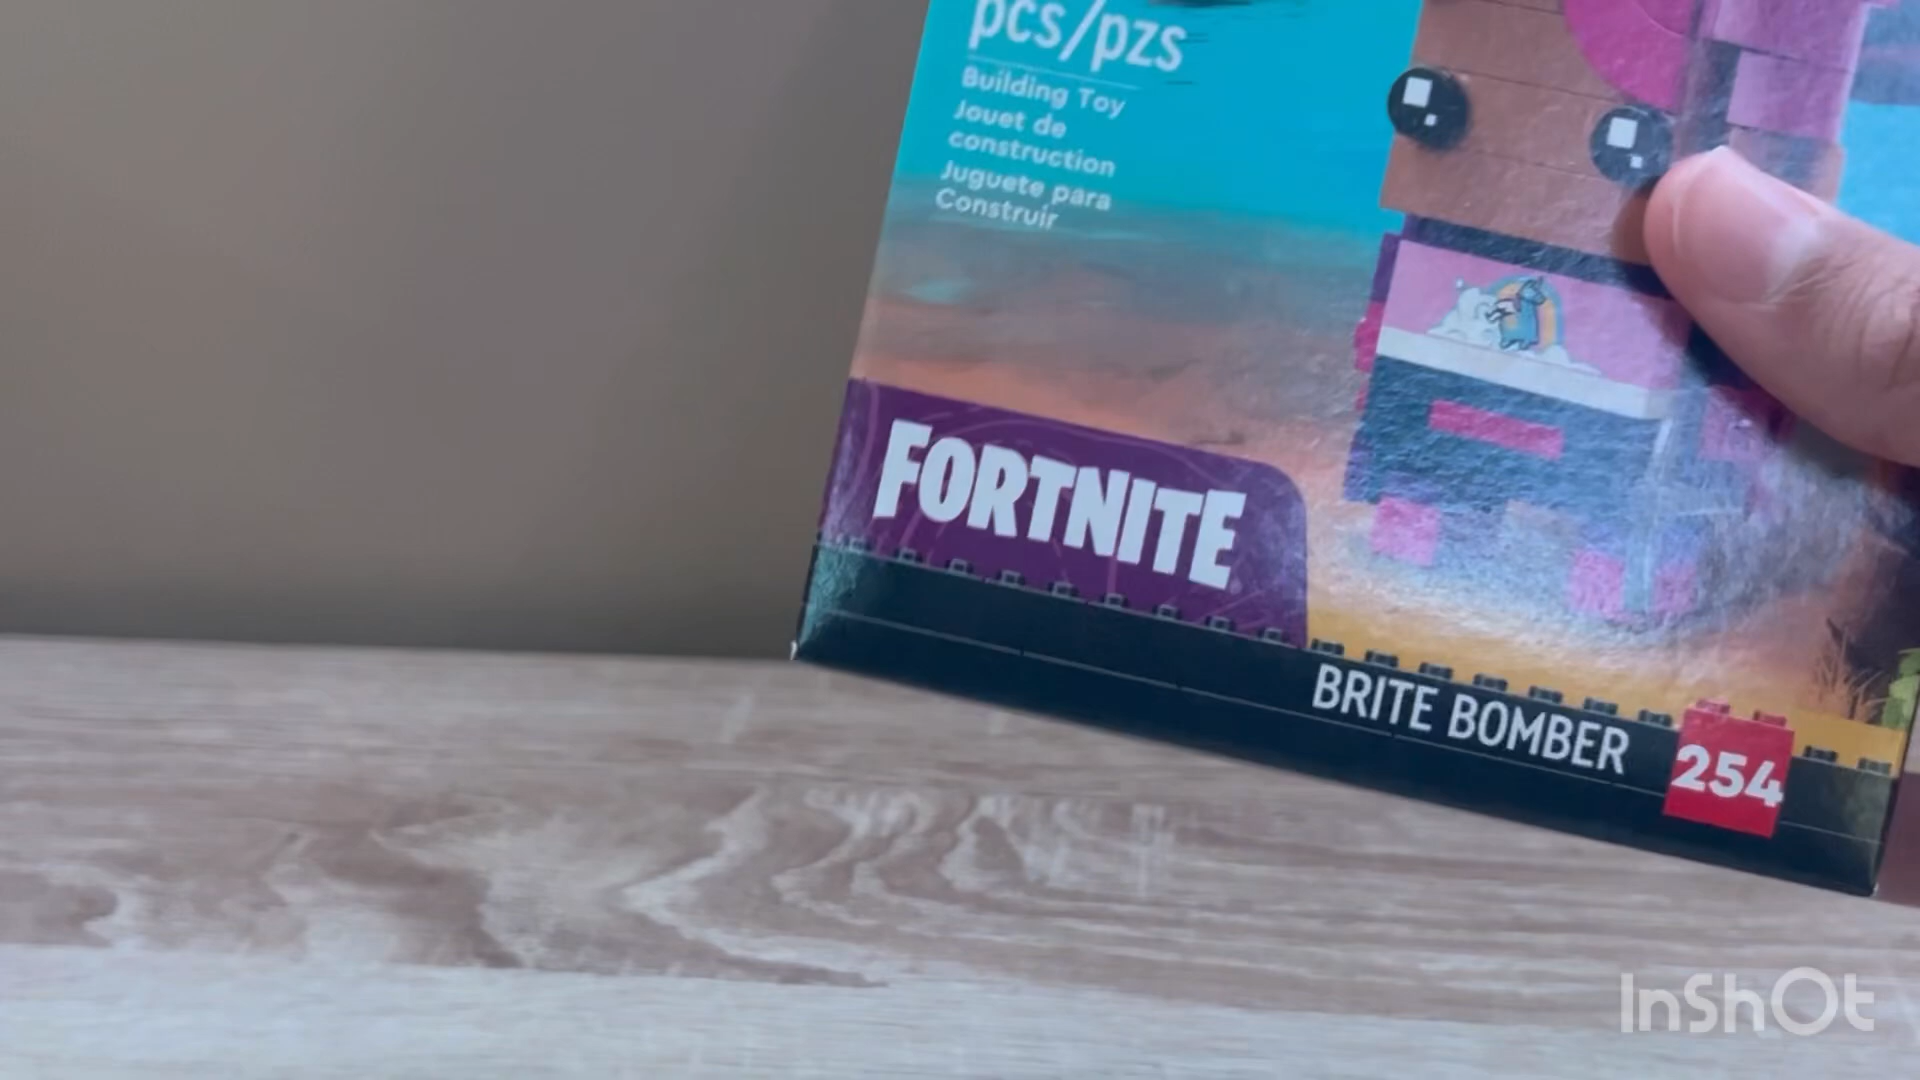 pcs/pzs
Building Toy
Jouet de
construction
Juguete para
Construir
FORTNITE
BRITE BOMBER
254
InShOt